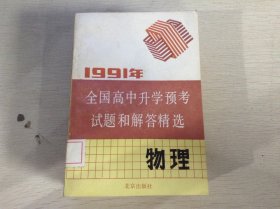 1991年
全国高中升学预考
试题和解答精选
物理
北京出版社